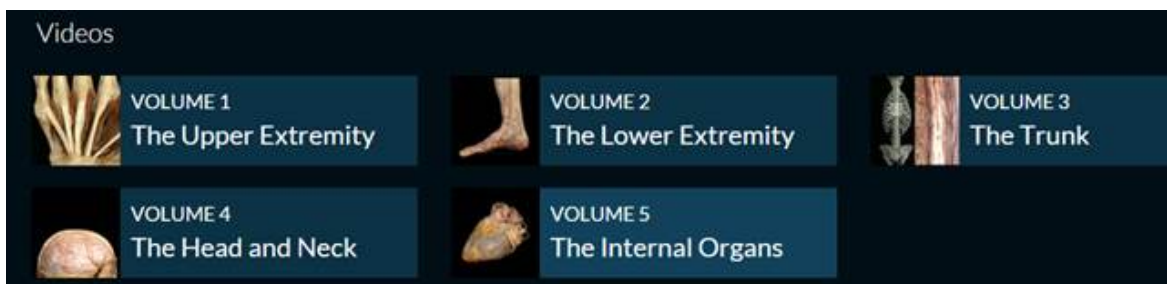 Videos
VOLUME 1
The Upper Extremity
VOLUME 2
The Lower Extremity
VOLUME 3
The Trunk
VOLUME 4
The Head and Neck
VOLUME 5
The Internal Organs